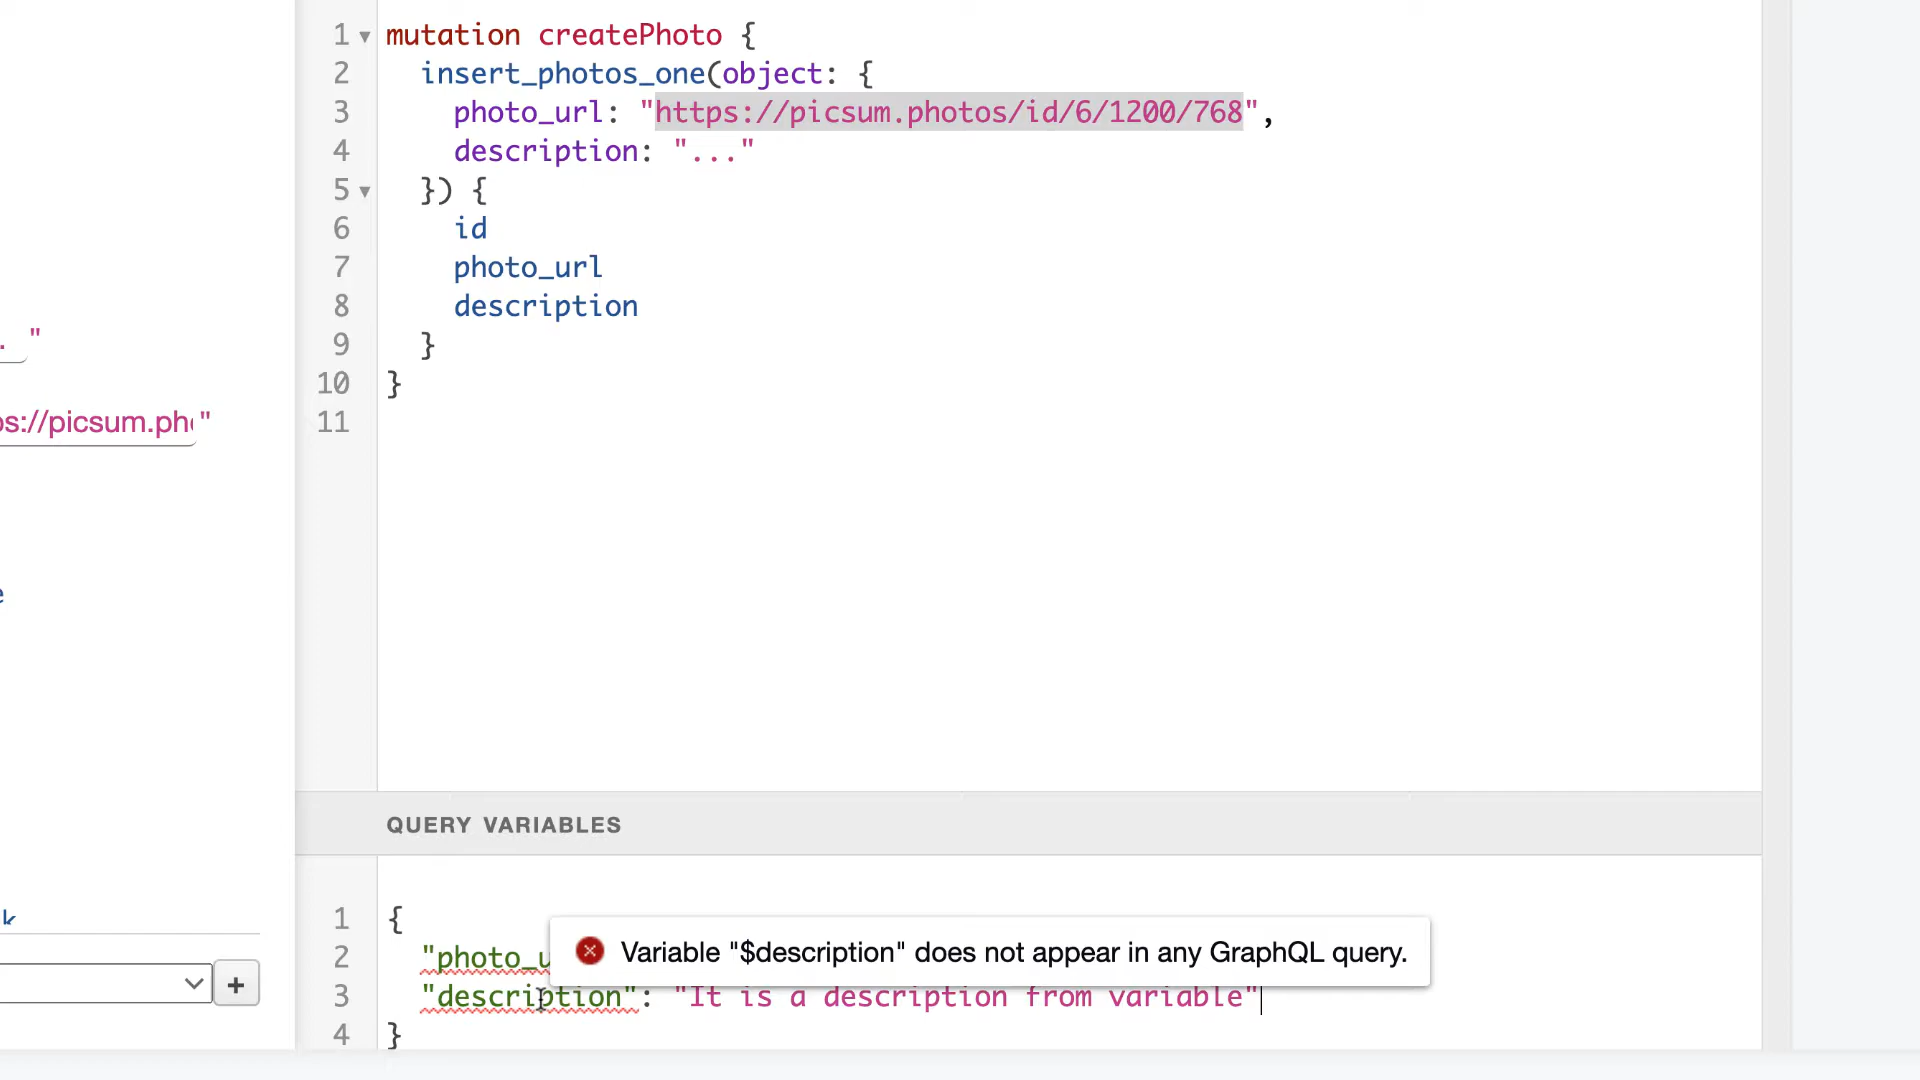 1 mutation createPhoto {
2 insert_photos_one(object: {
3 photo_url: "https://picsum.photos/id/6/1200/768",
4 description: "..."
5 }) {
6 id
7 photo_url
8 description
9 }
10 }
11
. "
os://picsum.pho"
e
k
+
QUERY VARIABLES
1 {
2 "photo_u
Variable "$description" does not appear in any GraphQL query.
3 "description": "It is a description from variable"
4 }